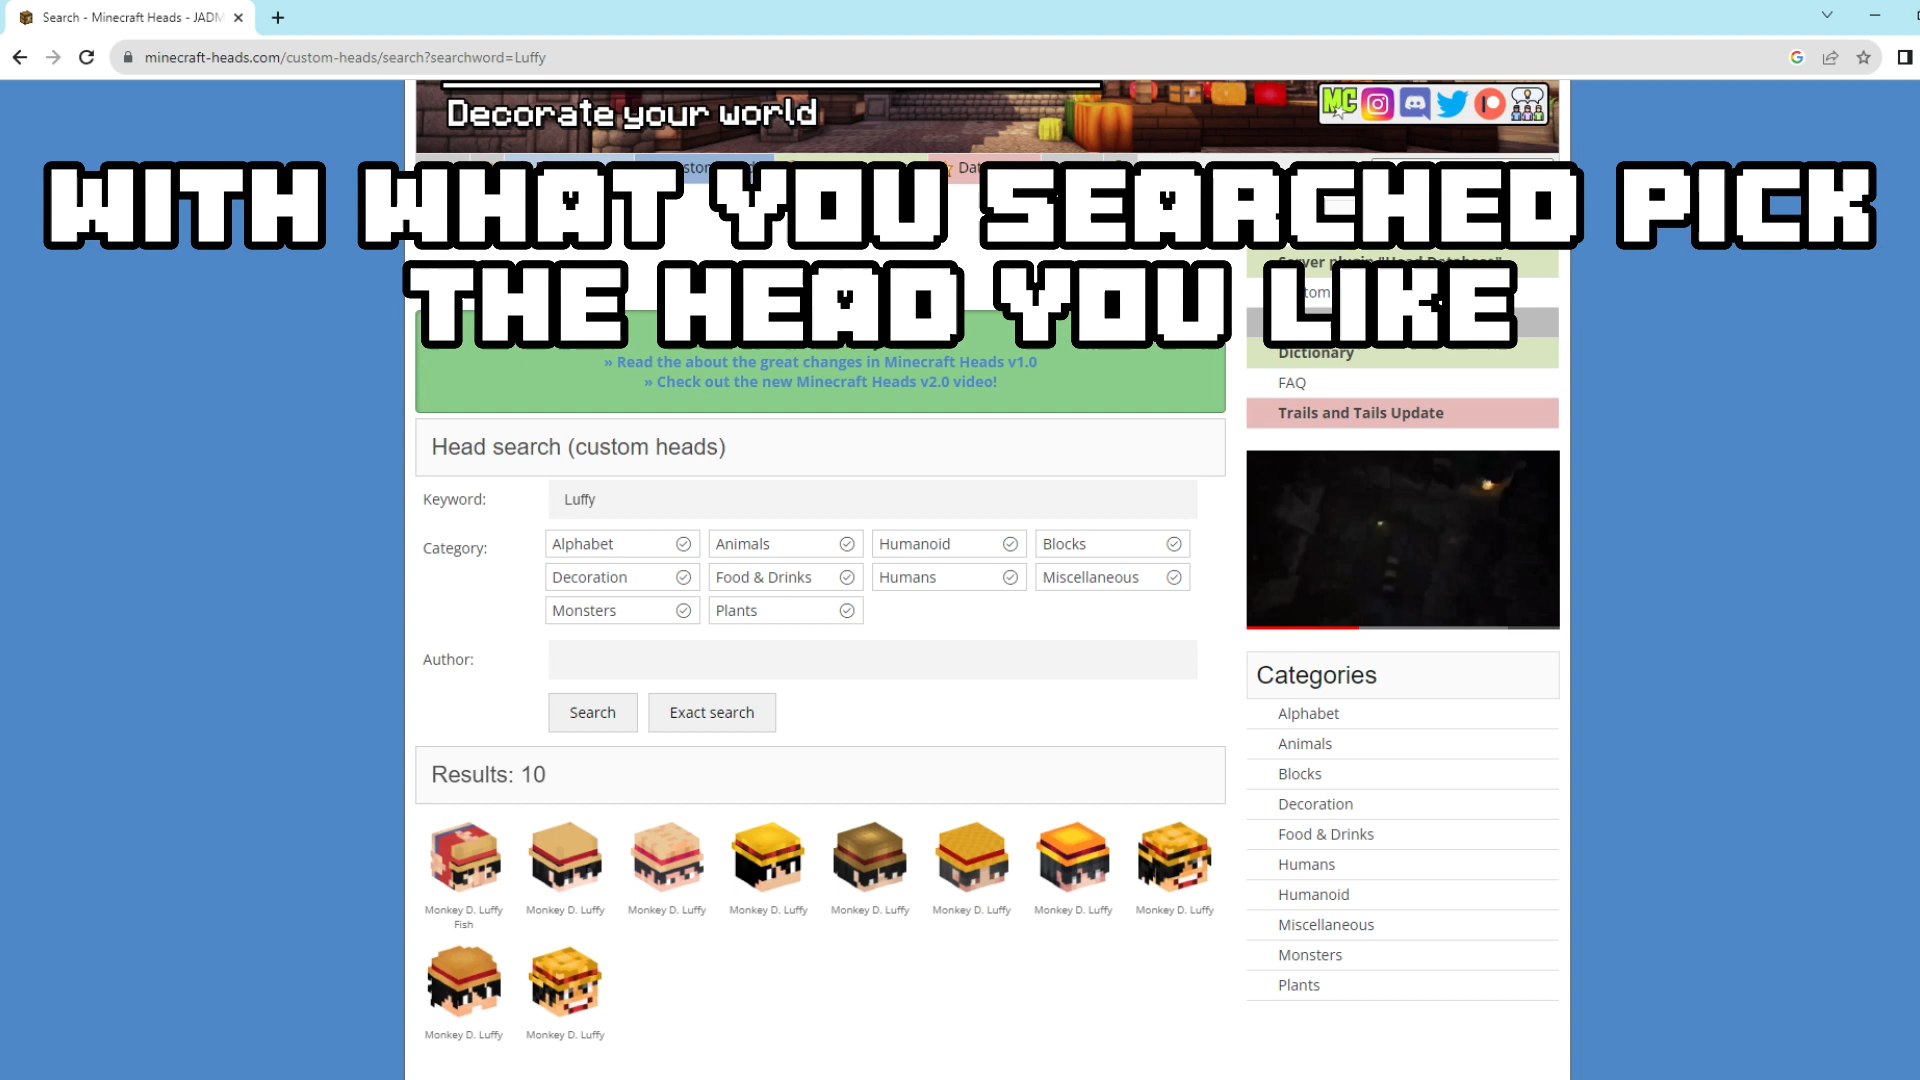 Search - Minecraft Heads - JADM
minecraft-heads.com/custom-heads/search?searchword=Luffy
Decorate your world
MC
WITH WHAT YOU SEARCHED PICK
THE HEAD YOU LIKE
Server plugin "Head Database"
Dictionary
FAQ
Trails and Tails Update
» Read the about the great changes in Minecraft Heads v1.0
» Check out the new Minecraft Heads v2.0 video!
Head search (custom heads)
Keyword: Luffy
Category: Alphabet Animals Humanoid Blocks
Decoration Food & Drinks Humans Miscellaneous
Monsters Plants
Author:
Search Exact search
Results: 10
Monkey D. Luffy Fish Monkey D. Luffy Monkey D. Luffy Monkey D. Luffy Monkey D. Luffy Monkey D. Luffy Monkey D. Luffy Monkey D. Luffy
Monkey D. Luffy Monkey D. Luffy
Categories
Alphabet
Animals
Blocks
Decoration
Food & Drinks
Humans
Humanoid
Miscellaneous
Monsters
Plants